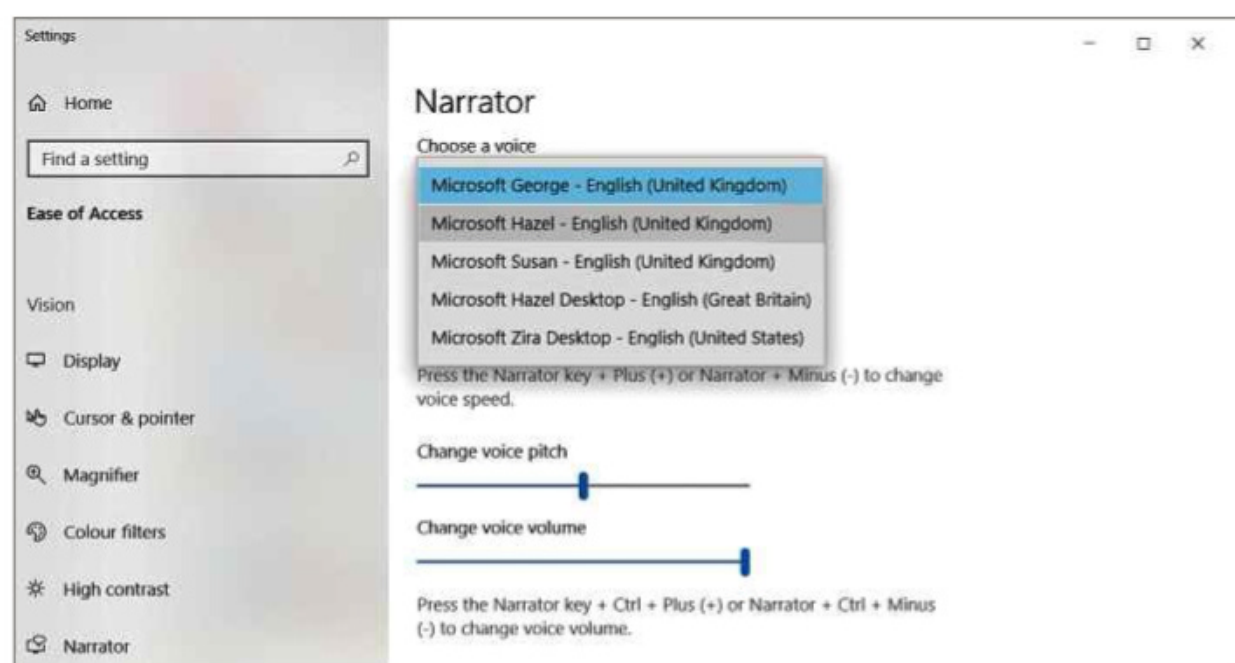 Settings
Home
Find a setting
Ease of Access
Vision
Display
Cursor & pointer
Magnifier
Colour filters
High contrast
Narrator
Narrator
Choose a voice
Microsoft George - English (United Kingdom)
Microsoft Hazel - English (United Kingdom)
Microsoft Susan - English (United Kingdom)
Microsoft Hazel Desktop - English (Great Britain)
Microsoft Zira Desktop - English (United States)
Press the Narrator key + Plus (+) or Narrator + Minus (-) to change
voice speed.
Change voice pitch
Change voice volume
Press the Narrator key + Ctrl + Plus (+) or Narrator + Ctrl + Minus
(-) to change voice volume.